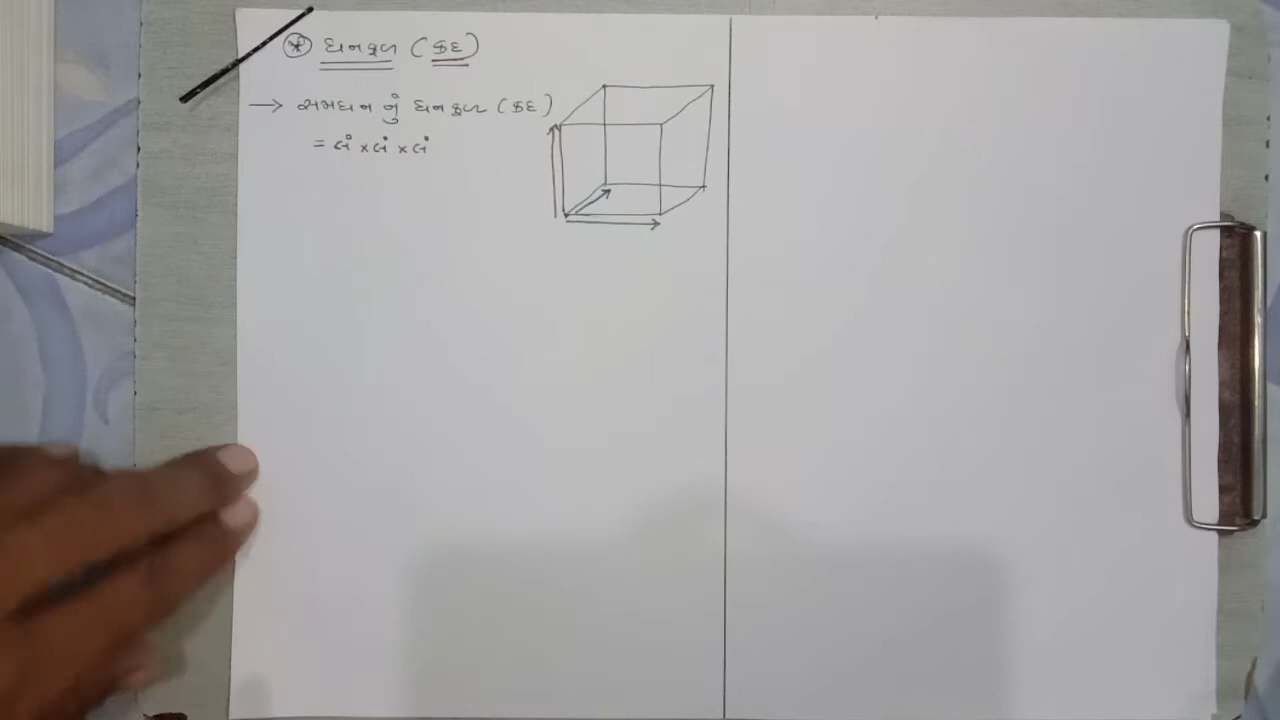 * ઘનફળ (કદ)
→ સમઘન નું ઘનફળ (કદ)
= લં × લં × લં